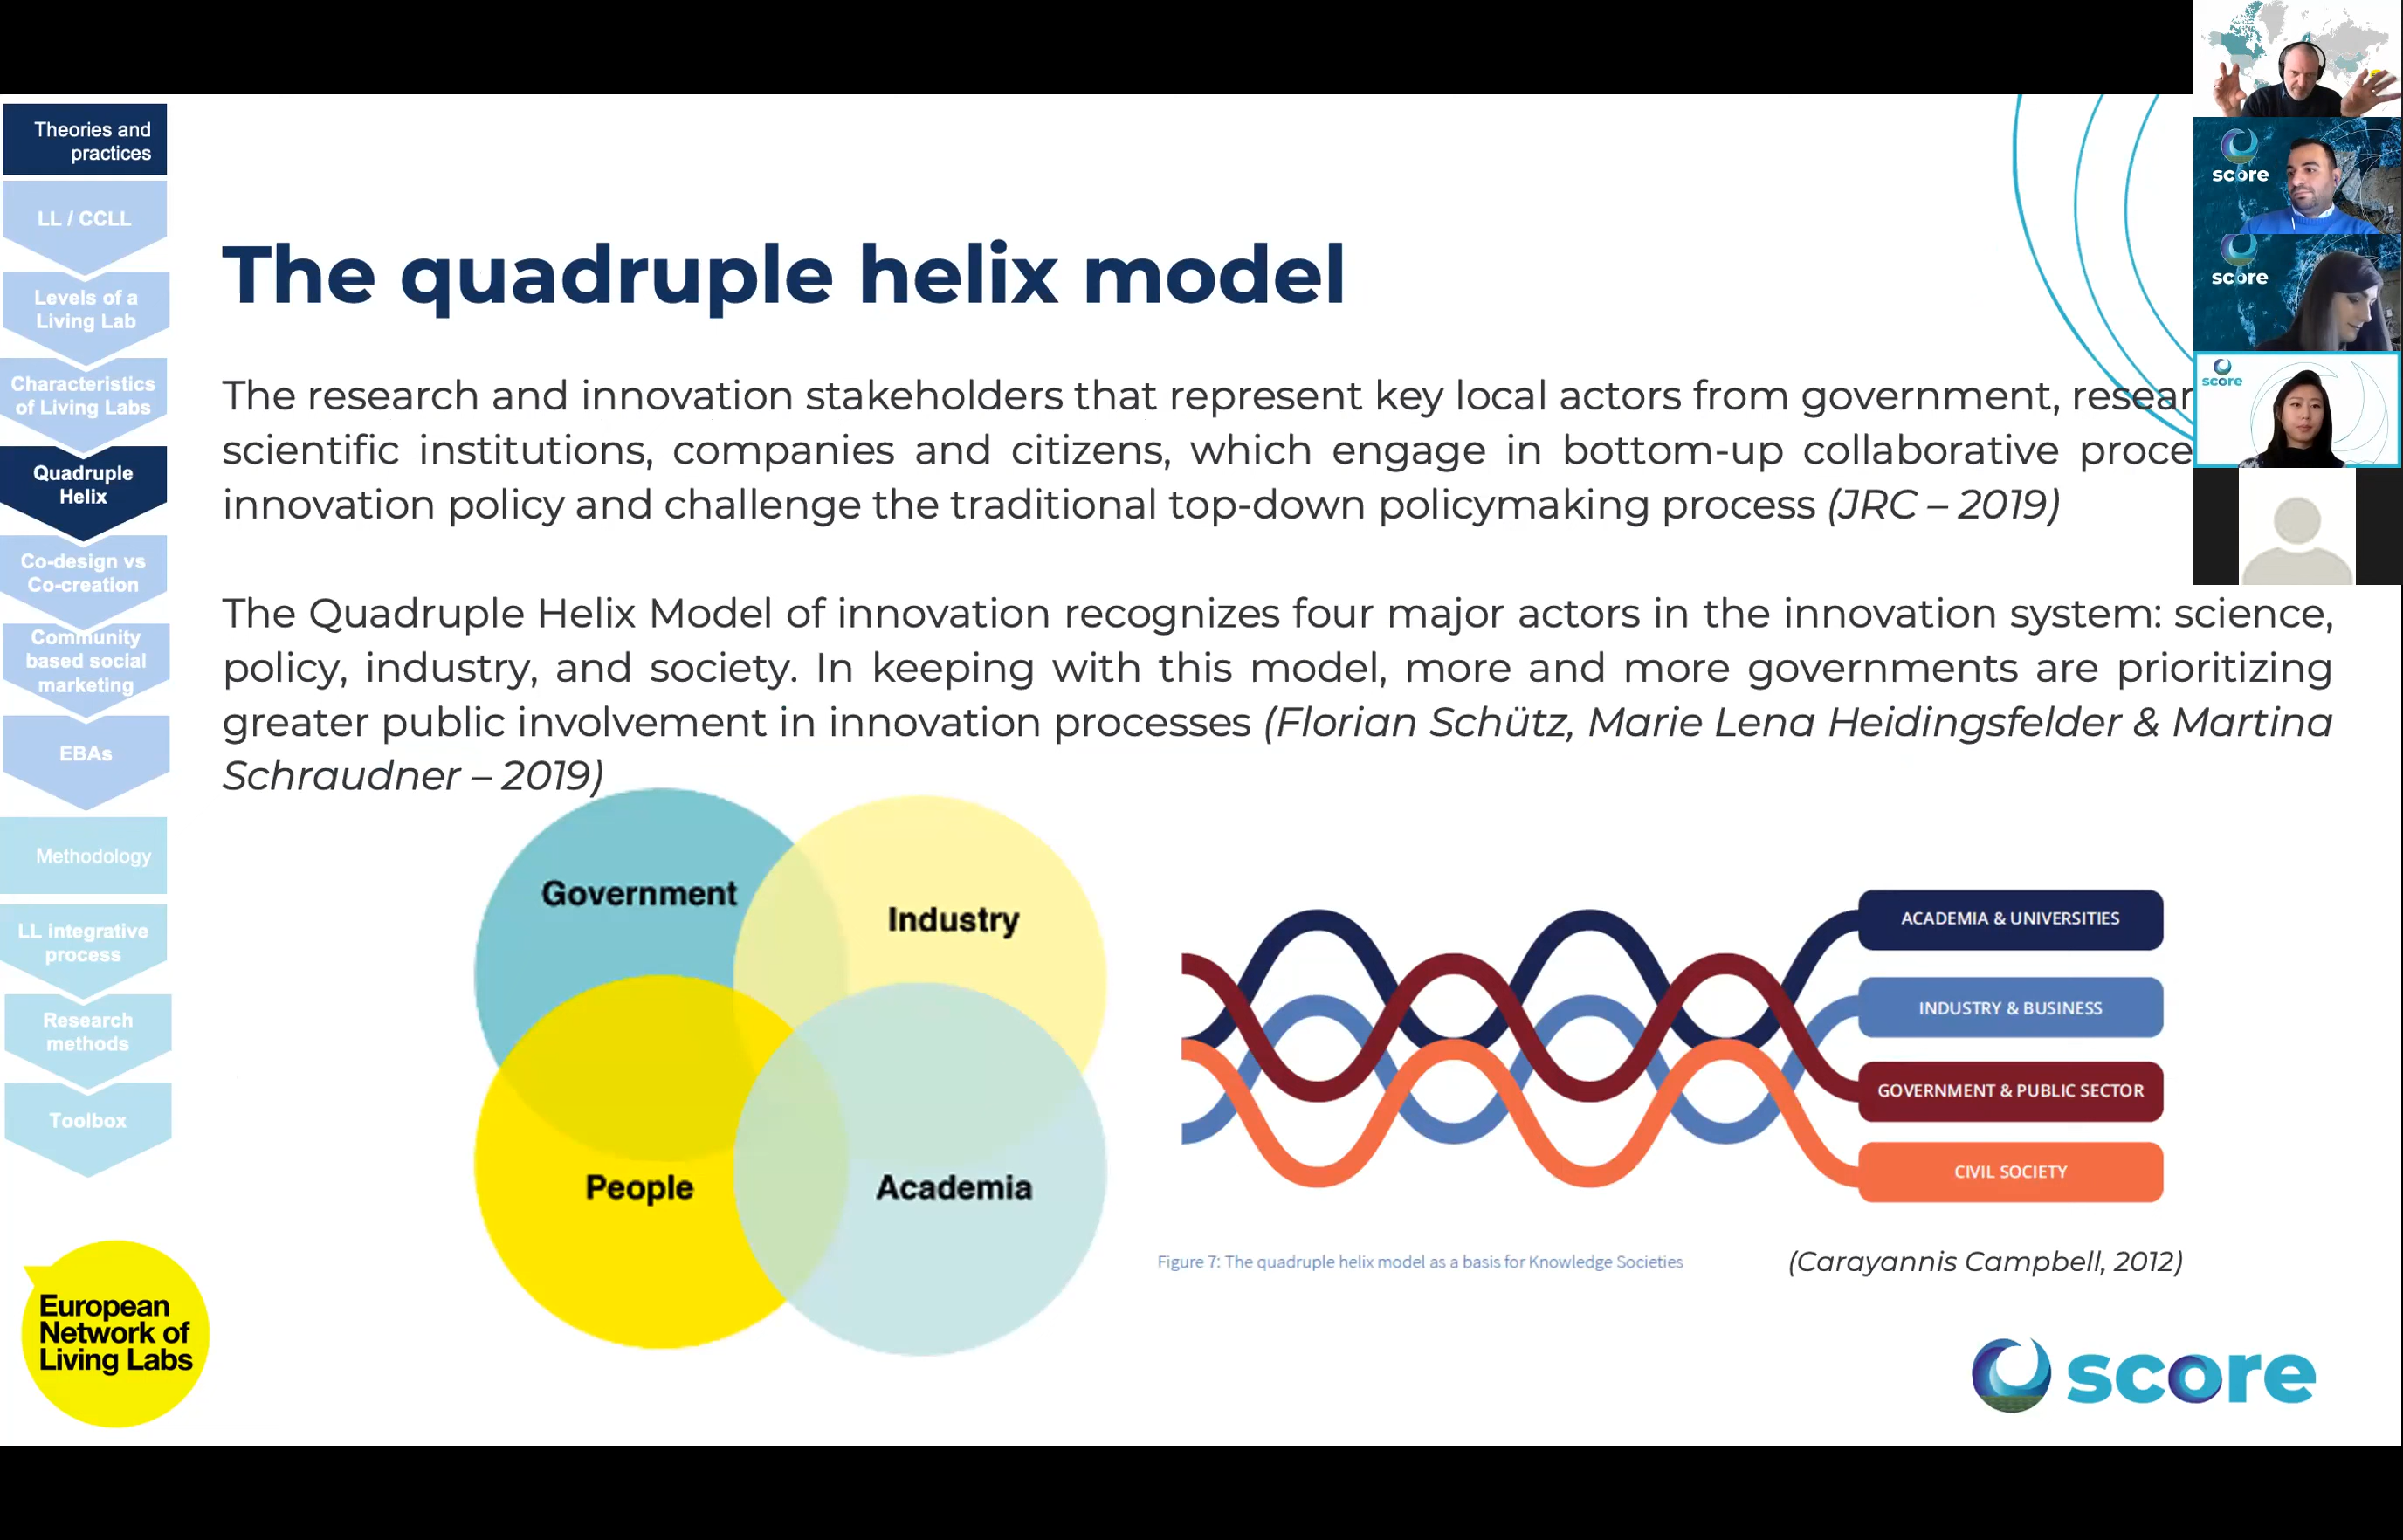 Theories and
practices
LL / CCLL
Levels of a
Living Lab
Characteristics
of Living Labs
Quadruple
Helix
Co-design vs
Co-creation
Community
based social
marketing
EBAs
Methodology
LL integrative
process
Research
methods
Toolbox
European
Network of
Living Labs
The quadruple helix model
The research and innovation stakeholders that represent key local actors from government,
scientific institutions, companies and citizens, which engage in bottom-up collaborative
innovation policy and challenge the traditional top-down policymaking process (JRC – 2019)
The Quadruple Helix Model of innovation recognizes four major actors in the innovation system: science,
policy, industry, and society. In keeping with this model, more and more governments are prioritizing
greater public involvement in innovation processes (Florian Schütz, Marie Lena Heidingsfelder & Martina
Schraudner – 2019)
Government
Industry
People
Academia
ACADEMIA & UNIVERSITIES
INDUSTRY & BUSINESS
GOVERNMENT & PUBLIC SECTOR
CIVIL SOCIETY
Figure 7: The quadruple helix model as a basis for Knowledge Societies
(Carayannis Campbell, 2012)
score
score
score
score